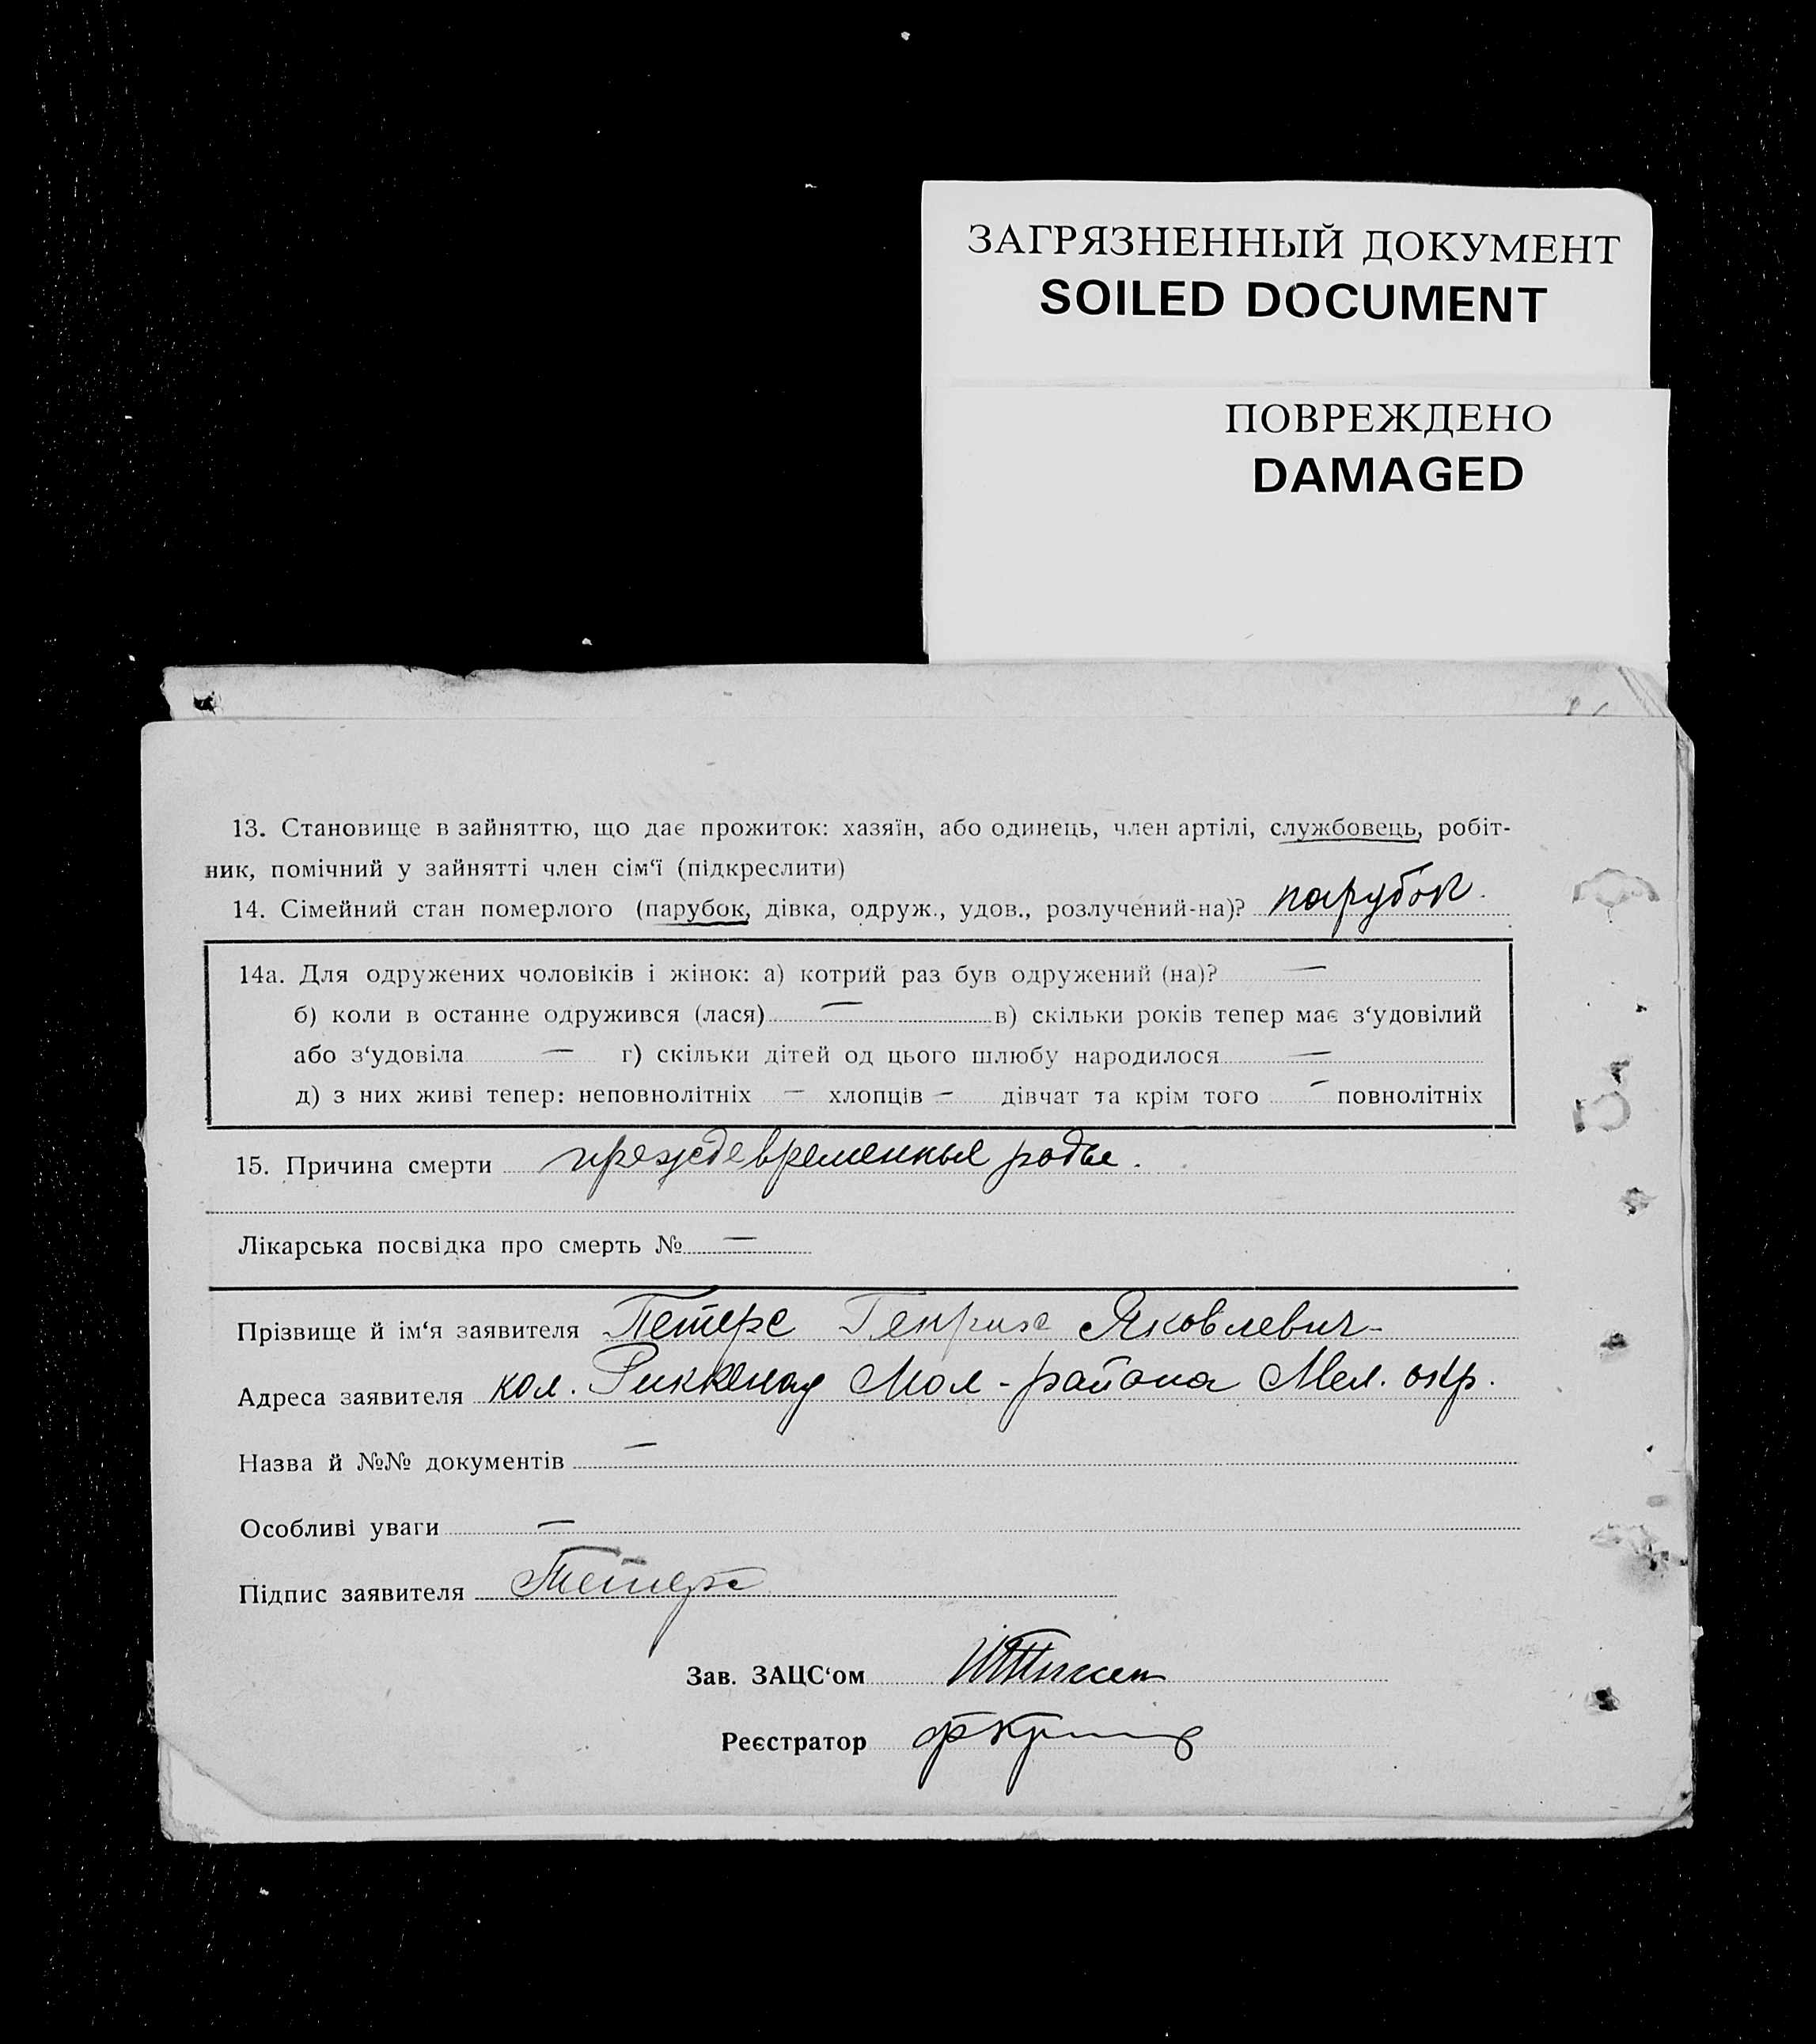 ЗАГРЯЗНЕННЫЙ ДОКУМЕНТ
SOILED DOCUMENT
ПОВРЕЖДЕНО
DAMAGED
13. Становище в зайняттю, що дає прожиток: хазяїн, або одинець, член артілі, службовець, робіт-
ник, помічний у зайнятті член сім‘ї (підкреслити)
14. Сімейний стан померлого (парубок, дівка, одруж., удов., розлучений-на)? парубок.
14а. Для одружених чоловіків і жінок: а) котрий раз був одружений (на)? —
б) коли в останне одружився (лася) — в) скільки років тепер має з‘удовілий
або з‘удовіла — г) скільки дітей од цього шлюбу народилося —
д) з них живі тепер: неповнолітніх — хлопців — дівчат та крім того — повнолітніх
15. Причина смерти преждевременные роды.
Лікарська посвідка про смерть № —
Прізвище й ім‘я заявителя Петерс Генрих Яковлевич
Адреса заявителя кол. Мол-района Мел. окр.
Назва й №№ документів —
Особливі уваги —
Підпис заявителя Петерс
Зав. ЗАЦС‘ом
Реєстратор